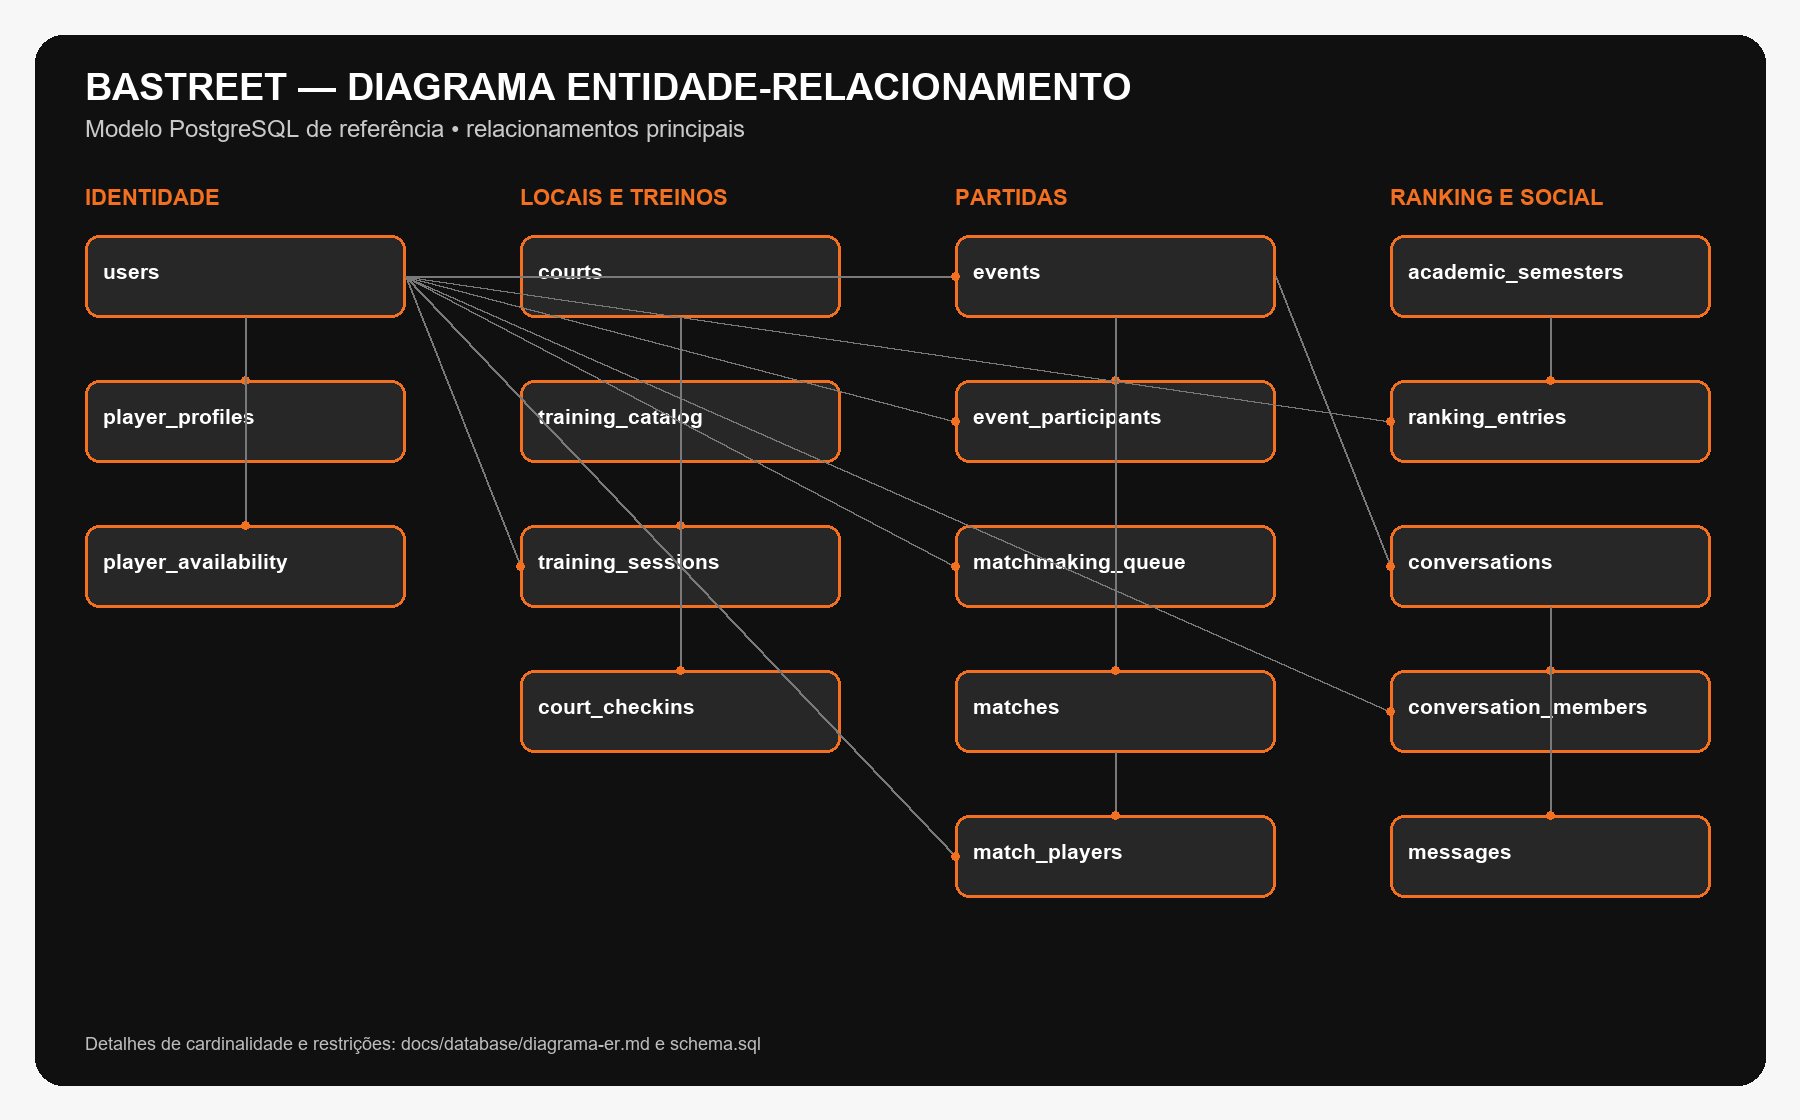 BASTREET — DIAGRAMA ENTIDADE-RELACIONAMENTO
Modelo PostgreSQL de referência • relacionamentos principais
IDENTIDADE
users
player_profiles
player_availability
LOCAIS E TREINOS
courts
training_catalog
training_sessions
court_checkins
PARTIDAS
events
event_participants
matchmaking_queue
matches
match_players
RANKING E SOCIAL
academic_semesters
ranking_entries
conversations
conversation_members
messages
Detalhes de cardinalidade e restrições: docs/database/diagrama-er.md e schema.sql